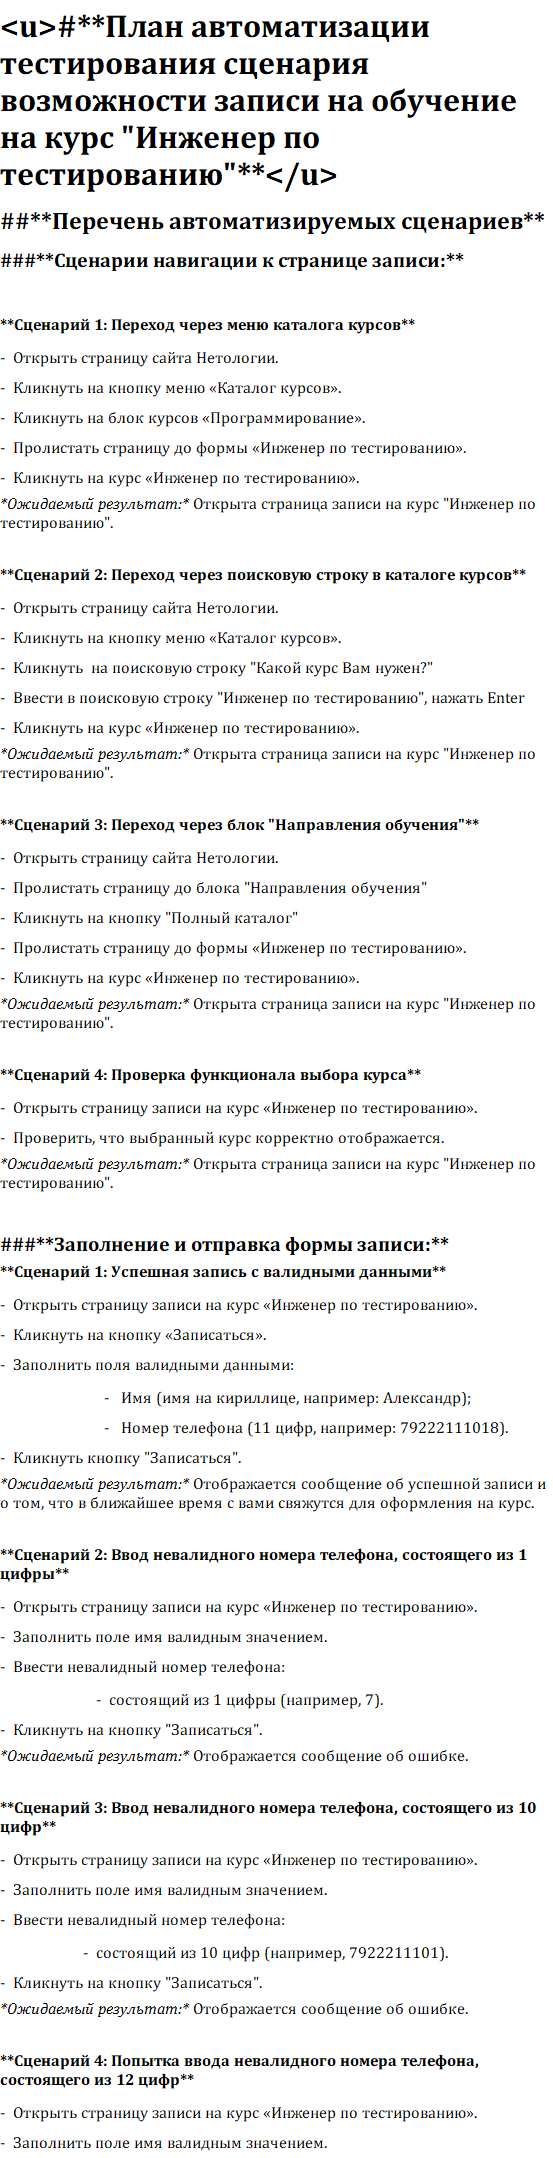 <u>#**План автоматизации
тестирования сценария
возможности записи на обучение
на курс "Инженер по
тестированию"**</u>
##**Перечень автоматизируемых сценариев**
###**Сценарии навигации к странице записи:**
**Сценарий 1: Переход через меню каталога курсов**
- Открыть страницу сайта Нетологии.
- Кликнуть на кнопку меню «Каталог курсов».
- Кликнуть на блок курсов «Программирование».
- Пролистать страницу до формы «Инженер по тестированию».
- Кликнуть на курс «Инженер по тестированию».
*Ожидаемый результат:* Открыта страница записи на курс "Инженер по
тестированию".
**Сценарий 2: Переход через поисковую строку в каталоге курсов**
- Открыть страницу сайта Нетологии.
- Кликнуть на кнопку меню «Каталог курсов».
- Кликнуть  на поисковую строку "Какой курс Вам нужен?"
- Ввести в поисковую строку "Инженер по тестированию", нажать Enter
- Кликнуть на курс «Инженер по тестированию».
*Ожидаемый результат:* Открыта страница записи на курс "Инженер по
тестированию".
**Сценарий 3: Переход через блок "Направления обучения"**
- Открыть страницу сайта Нетологии.
- Пролистать страницу до блока "Направления обучения"
- Кликнуть на кнопку "Полный каталог"
- Пролистать страницу до формы «Инженер по тестированию».
- Кликнуть на курс «Инженер по тестированию».
*Ожидаемый результат:* Открыта страница записи на курс "Инженер по
тестированию".
**Сценарий 4: Проверка функционала выбора курса**
- Открыть страницу записи на курс «Инженер по тестированию».
- Проверить, что выбранный курс корректно отображается.
*Ожидаемый результат:* Открыта страница записи на курс "Инженер по
тестированию".
###**Заполнение и отправка формы записи:**
**Сценарий 1: Успешная запись с валидными данными**
- Открыть страницу записи на курс «Инженер по тестированию».
- Кликнуть на кнопку «Записаться».
- Заполнить поля валидными данными:
- Имя (имя на кириллице, например: Александр);
- Номер телефона (11 цифр, например: 79222111018).
- Кликнуть кнопку "Записаться".
*Ожидаемый результат:* Отображается сообщение об успешной записи и
о том, что в ближайшее время с вами свяжутся для оформления на курс.
**Сценарий 2: Ввод невалидного номера телефона, состоящего из 1
цифры**
- Открыть страницу записи на курс «Инженер по тестированию».
- Заполнить поле имя валидным значением.
- Ввести невалидный номер телефона:
- состоящий из 1 цифры (например, 7).
- Кликнуть на кнопку "Записаться".
*Ожидаемый результат:* Отображается сообщение об ошибке.
**Сценарий 3: Ввод невалидного номера телефона, состоящего из 10
цифр**
- Открыть страницу записи на курс «Инженер по тестированию».
- Заполнить поле имя валидным значением.
- Ввести невалидный номер телефона:
- состоящий из 10 цифр (например, 7922211101).
- Кликнуть на кнопку "Записаться".
*Ожидаемый результат:* Отображается сообщение об ошибке.
**Сценарий 4: Попытка ввода невалидного номера телефона,
состоящего из 12 цифр**
- Открыть страницу записи на курс «Инженер по тестированию».
- Заполнить поле имя валидным значением.